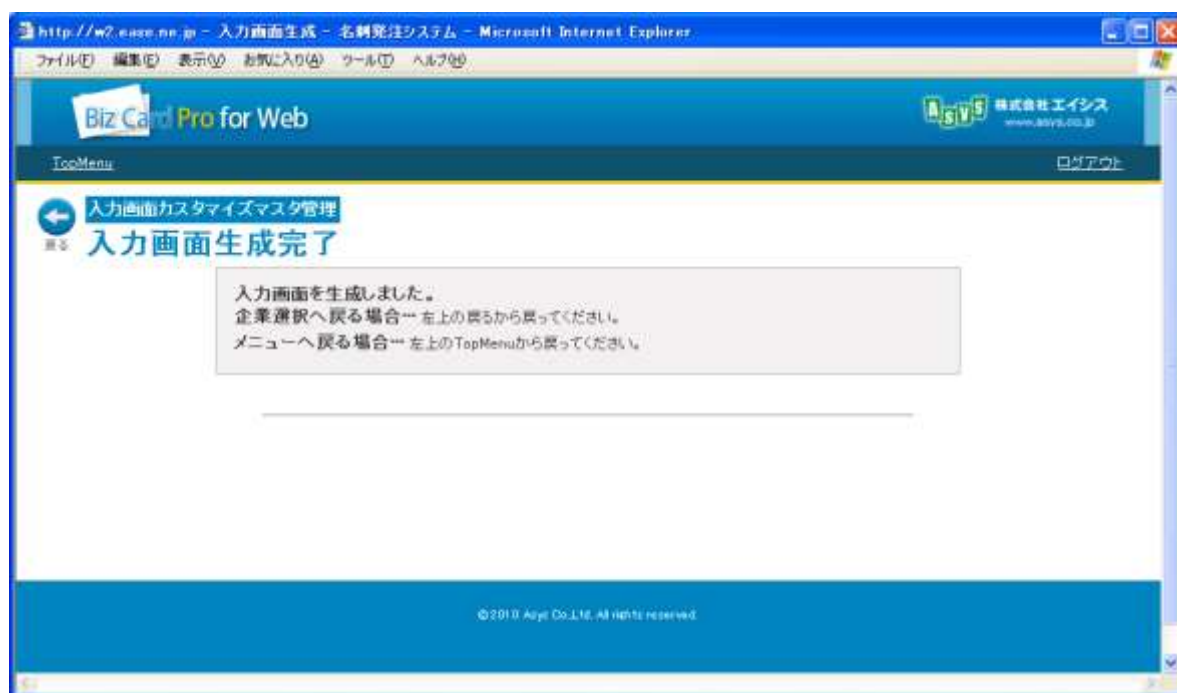 http://w2.ease.ne.jp - 入力画面生成 - 名刺発注システム - Microsoft Internet Explorer
ファイル(F) 編集(E) 表示(V) お気に入り(A) ツール(T) ヘルプ(H)
Biz Card Pro for Web
Asys 株式会社エイシス
www.asys.co.jp
TopMenu ログアウト
入力画面カスタマイズマスタ管理
戻る 入力画面生成完了
入力画面を生成しました。
企業選択へ戻る場合… 左上の戻るから戻ってください。
メニューへ戻る場合… 左上のTopMenuから戻ってください。
©2010 Asys Co.,Ltd. All rights reserved.